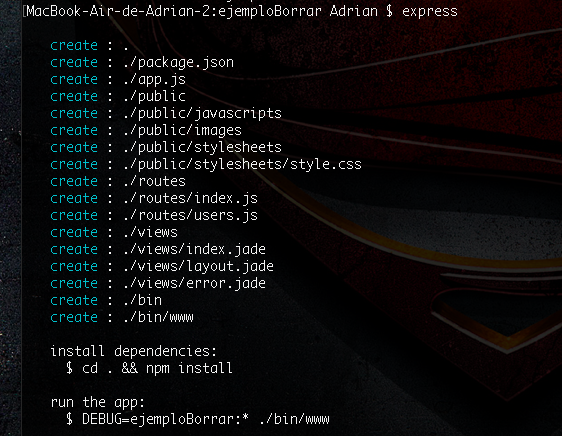 MacBook-Air-de-Adrian-2:ejemploBorrar Adrian $ express
create : .
create : ./package.json
create : ./app.js
create : ./public
create : ./public/javascripts
create : ./public/images
create : ./public/stylesheets
create : ./public/stylesheets/style.css
create : ./routes
create : ./routes/index.js
create : ./routes/users.js
create : ./views
create : ./views/index.jade
create : ./views/layout.jade
create : ./views/error.jade
create : ./bin
create : ./bin/www
install dependencies:
$ cd . && npm install
run the app:
$ DEBUG=ejemploBorrar:* ./bin/www